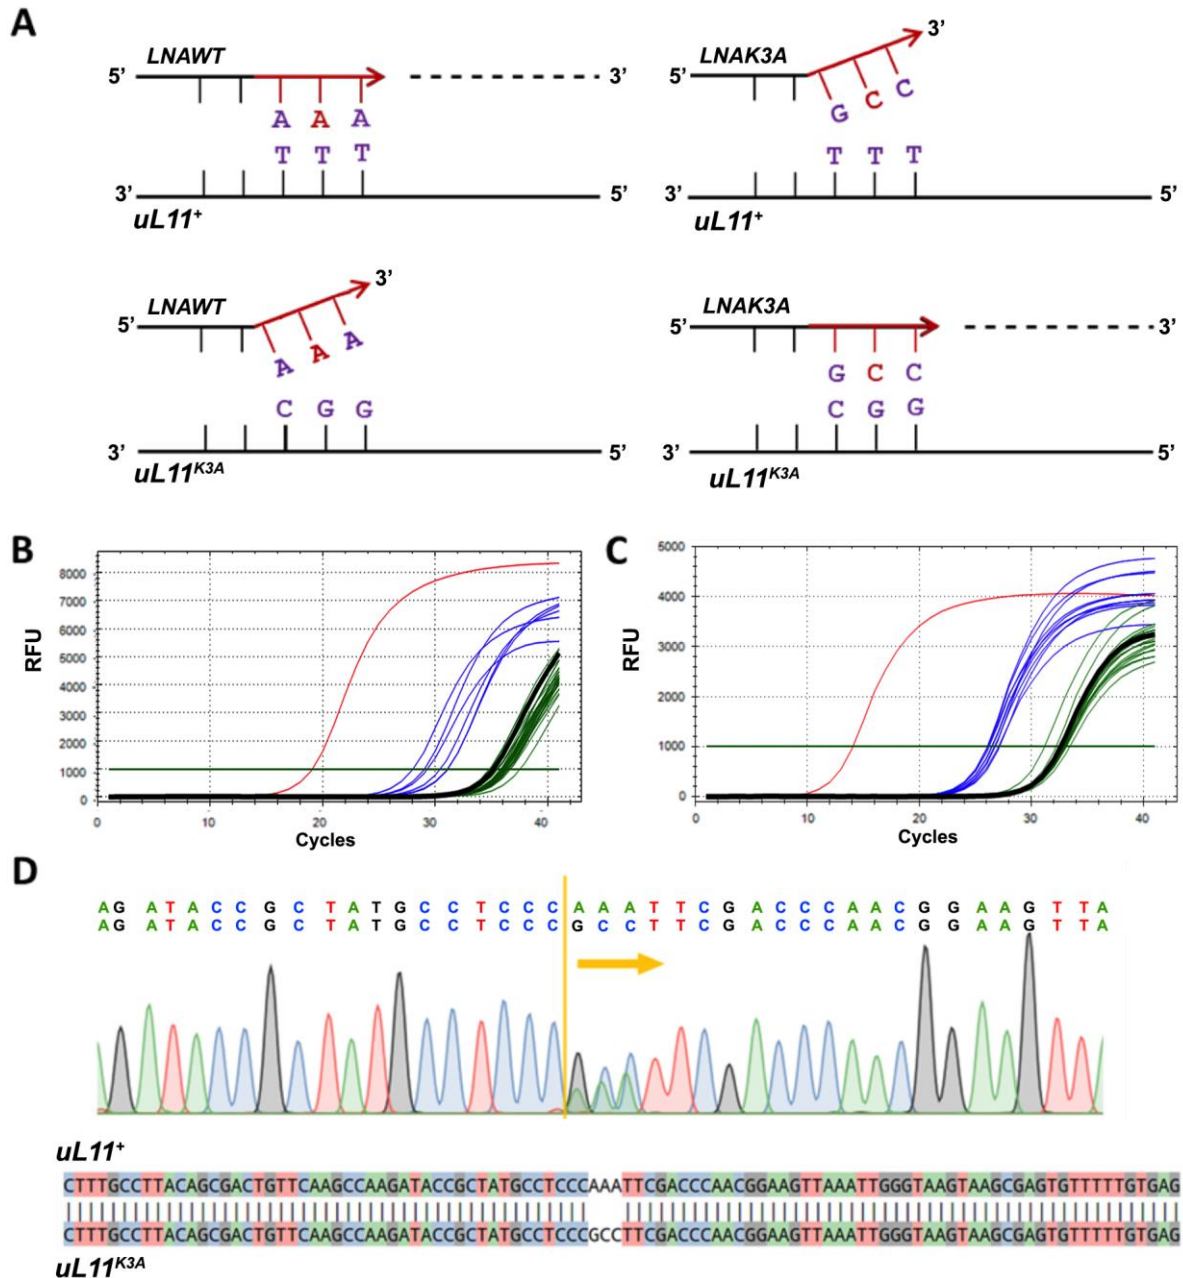 A
LNAWT
5’ 3’
A A A
T T T
3’ 5’
uL11+
LNAK3A
5’ 3’
G C C
T T T
3’ 5’
uL11+
LNAWT
5’ 3’
A A A
C G G
3’ 5’
uL11K3A
LNAK3A
5’ 3’
G C C
C G G
3’ 5’
uL11K3A
B
RFU
8000
7000
6000
5000
4000
3000
2000
1000
0
0 10 20 30 40
Cycles
C
RFU
5000
4000
3000
2000
1000
0
0 10 20 30 40
Cycles
D
AG ATACCGCTATGCCTCCCAAATTCGACCCAACGGAAGTTA
AG ATACCGCTATGCCTCCCGCCTTCGACCCAACGGAAGTTA
uL11+
CTTTGCCTTACAGCGACTGTTCAAGCCAAGATACCGCTATGCCTCCCAAATTCGACCCAACGGAAGTTAAATTGGGTAAGTAAGCGAGTGTTTTTGTGAG
CTTTGCCTTACAGCGACTGTTCAAGCCAAGATACCGCTATGCCTCCCGCCTTCGACCCAACGGAAGTTAAATTGGGTAAGTAAGCGAGTGTTTTTGTGAG
uL11K3A